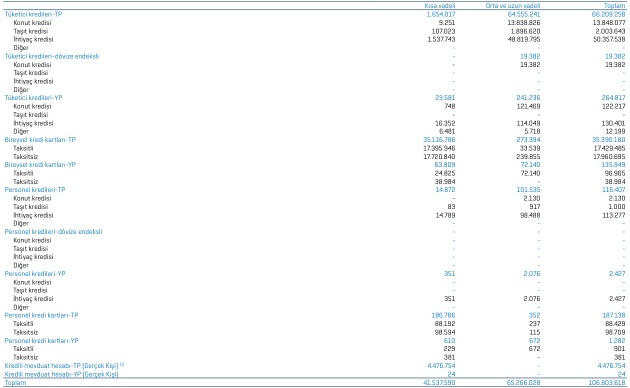 Kısa vadeli Orta ve uzun vadeli Toplam
Tüketici kredileri-TP 1.654.017 64.555.241 66.209.258
Konut kredisi 9.251 13.838.826 13.848.077
Taşıt kredisi 107.023 1.896.620 2.003.643
İhtiyaç kredisi 1.537.743 48.819.795 50.357.538
Diğer - - -
Tüketici kredileri-dövize endeksli - 19.382 19.382
Konut kredisi - 19.382 19.382
Taşıt kredisi - - -
İhtiyaç kredisi - - -
Diğer - - -
Tüketici kredileri-YP 23.581 241.236 264.817
Konut kredisi 748 121.469 122.217
Taşıt kredisi - - -
İhtiyaç kredisi 16.352 114.049 130.401
Diğer 6.481 5.718 12.199
Bireysel kredi kartları-TP 35.116.786 273.394 35.390.180
Taksitli 17.395.946 33.539 17.429.485
Taksitsiz 17.720.840 239.855 17.960.695
Bireysel kredi kartları-YP 63.809 72.140 135.949
Taksitli 24.825 72.140 96.965
Taksitsiz 38.984 - 38.984
Personel kredileri-TP 14.872 101.535 116.407
Konut kredisi - 2.130 2.130
Taşıt kredisi 83 917 1.000
İhtiyaç kredisi 14.789 98.488 113.277
Diğer - - -
Personel kredileri-dövize endeksli - - -
Konut kredisi - - -
Taşıt kredisi - - -
İhtiyaç kredisi - - -
Diğer - - -
Personel kredileri-YP 351 2.076 2.427
Konut kredisi - - -
Taşıt kredisi - - -
İhtiyaç kredisi 351 2.076 2.427
Diğer - - -
Personel kredi kartları-TP 186.786 352 187.138
Taksitli 88.192 237 88.429
Taksitsiz 98.594 115 98.709
Personel kredi kartları-YP 610 672 1.282
Taksitli 229 672 901
Taksitsiz 381 - 381
Kredili mevduat hesabı-TP (Gerçek Kişi) 4.476.754 - 4.476.754
Kredili mevduat hesabı-YP (Gerçek Kişi) 24 - 24
Toplam 41.537.590 65.266.028 106.803.618